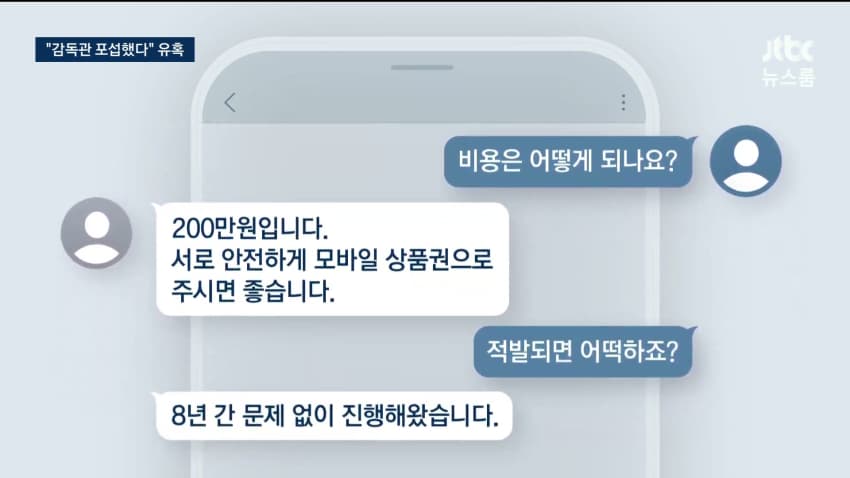 "감독관 포섭했다" 유혹
jtbc
뉴스룸
비용은 어떻게 되나요?
200만원입니다.
서로 안전하게 모바일 상품권으로
주시면 좋습니다.
적발되면 어떡하죠?
8년 간 문제 없이 진행해왔습니다.